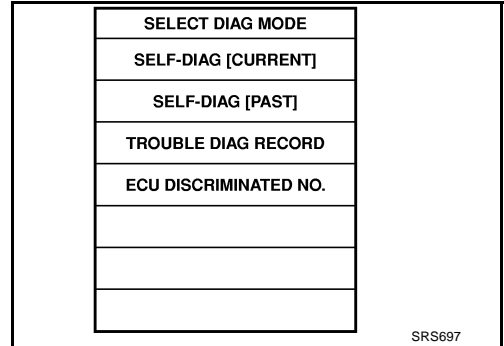 SELECT DIAG MODE
SELF-DIAG [CURRENT]
SELF-DIAG [PAST]
TROUBLE DIAG RECORD
ECU DISCRIMINATED NO.
SRS697